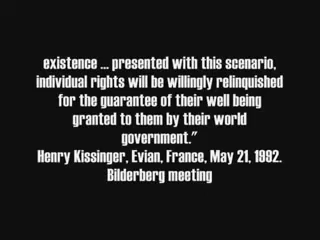 existence ... presented with this scenario,
individual rights will be willingly relinquished
for the guarantee of their well being
granted to them by their world
government."
Henry Kissinger, Evian, France, May 21, 1992.
Bilderberg meeting